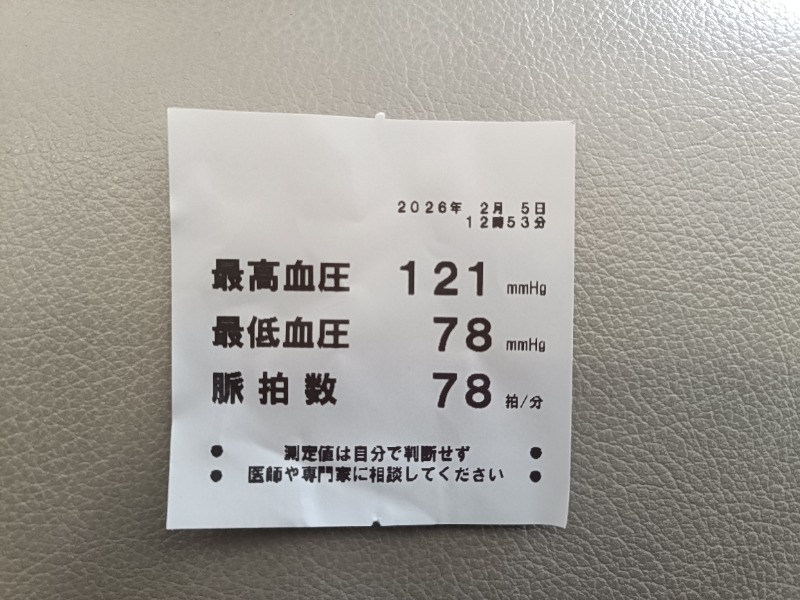 2026年 2月 5日
12時53分
最高血圧 121 mmHg
最低血圧 78 mmHg
脈拍数 78 拍/分
● 測定値は自分で判断せず ●
● 医師や専門家に相談してください ●